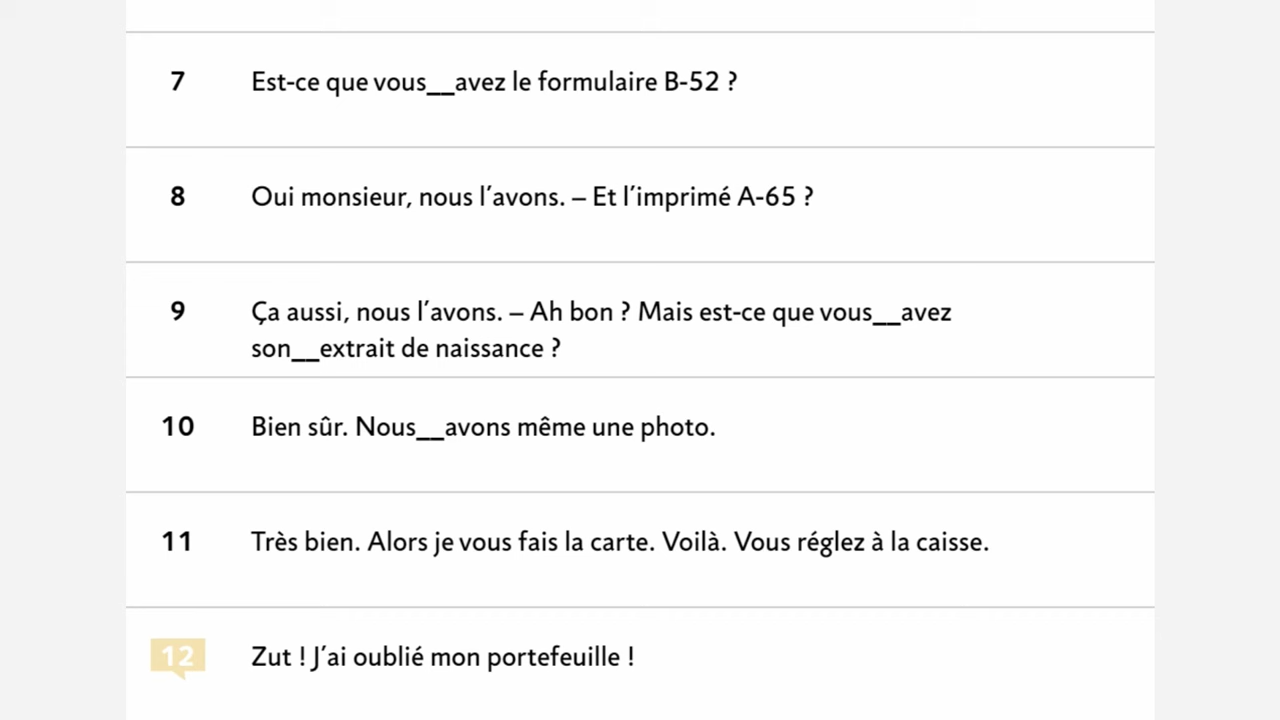 7 Est-ce que vous__avez le formulaire B-52 ?
8 Oui monsieur, nous l’avons. – Et l’imprimé A-65 ?
9 Ça aussi, nous l’avons. – Ah bon ? Mais est-ce que vous__avez
son__extrait de naissance ?
10 Bien sûr. Nous__avons même une photo.
11 Très bien. Alors je vous fais la carte. Voilà. Vous réglez à la caisse.
12 Zut ! J’ai oublié mon portefeuille !